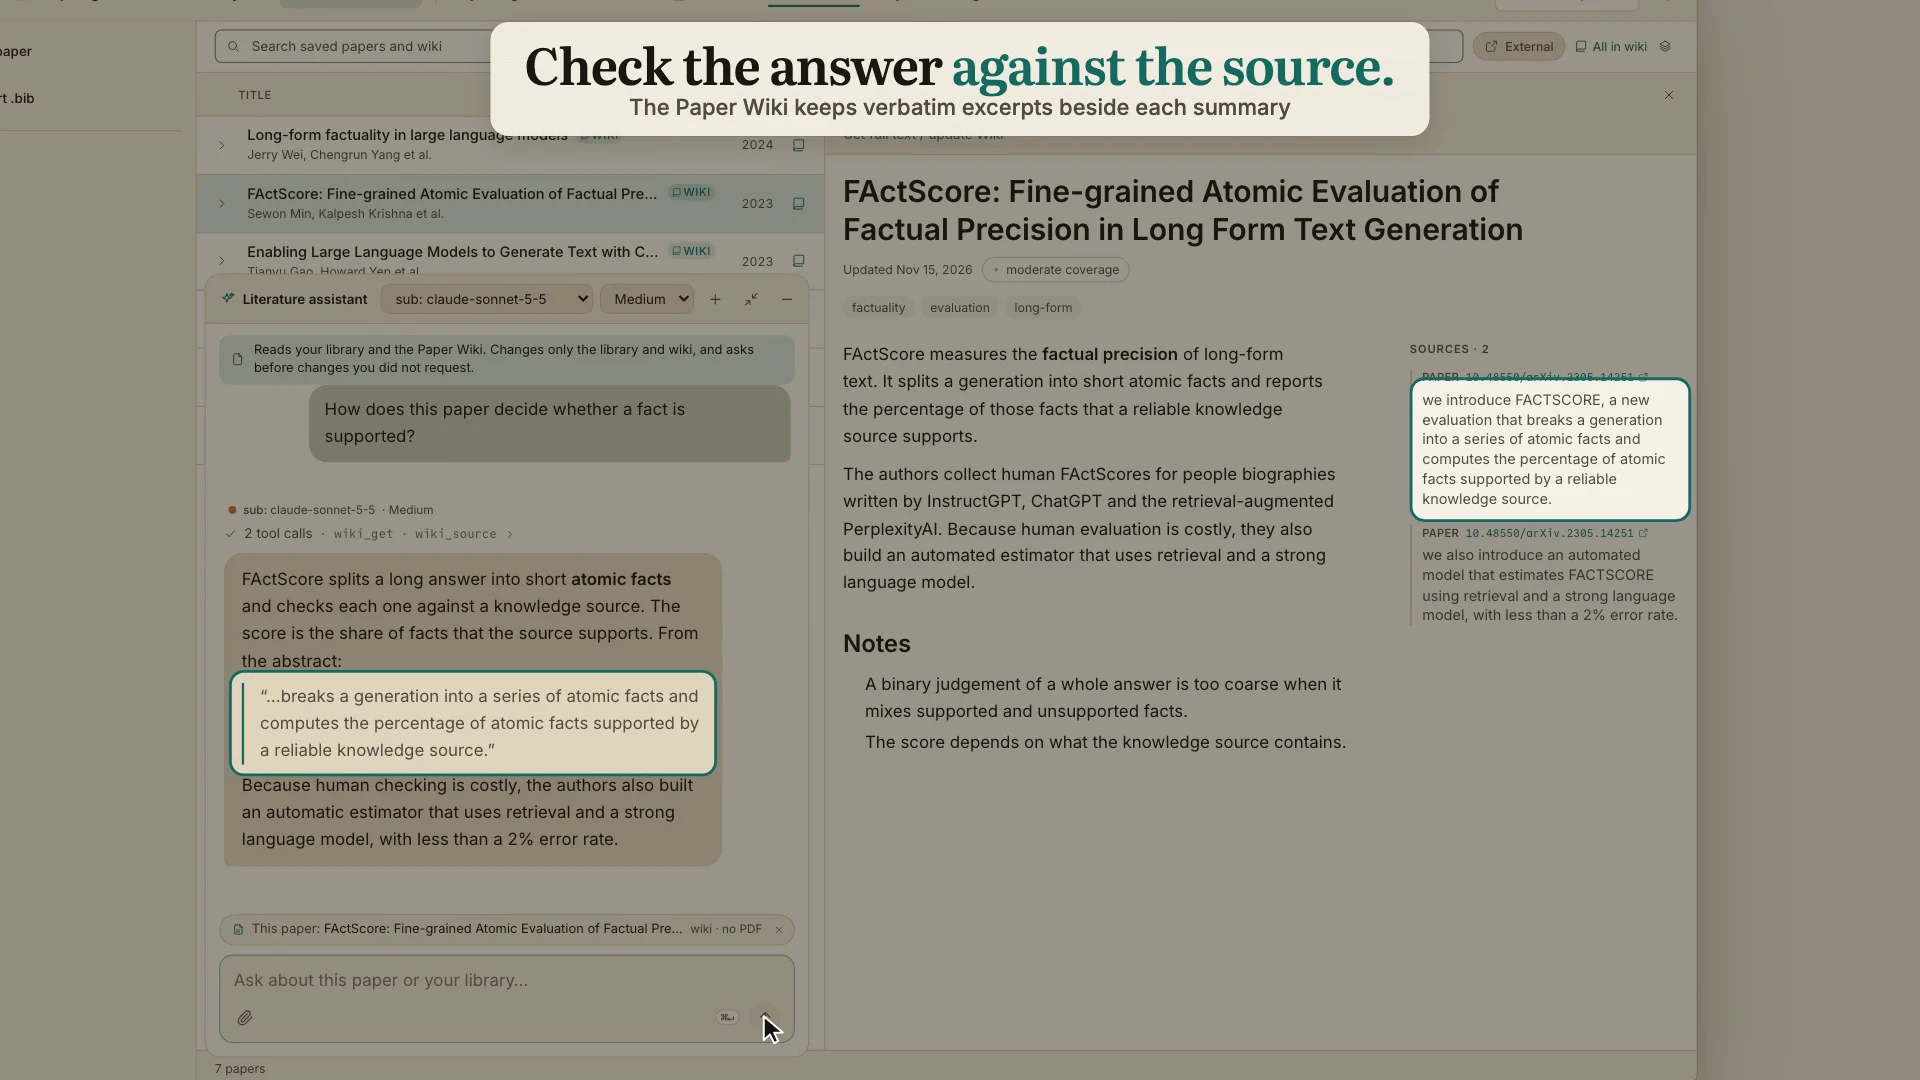 Check the answer against the source.
The Paper Wiki keeps verbatim excerpts beside each summary
paper
.bib
Search saved papers and wiki
External
All in wiki
TITLE
Long-form factuality in large language models
WIKI
Jerry Wei, Chengrun Yang et al.
2024
FActScore: Fine-grained Atomic Evaluation of Factual Pre...
WIKI
Sewon Min, Kalpesh Krishna et al.
2023
Enabling Large Language Models to Generate Text with C...
WIKI
Tianyu Gao, Howard Yen et al.
2023
Literature assistant
sub: claude-sonnet-5-5
Medium
Reads your library and the Paper Wiki. Changes only the library and wiki, and asks
before changes you did not request.
How does this paper decide whether a fact is
supported?
sub: claude-sonnet-5-5 · Medium
2 tool calls · wiki_get · wiki_source
FActScore splits a long answer into short atomic facts
and checks each one against a knowledge source. The
score is the share of facts that the source supports. From
the abstract:
“...breaks a generation into a series of atomic facts and
computes the percentage of atomic facts supported by
a reliable knowledge source.”
Because human checking is costly, the authors also built
an automatic estimator that uses retrieval and a strong
language model, with less than a 2% error rate.
This paper: FActScore: Fine-grained Atomic Evaluation of Factual Pre... wiki · no PDF
Ask about this paper or your library...
7 papers
Get full text / update Wiki
FActScore: Fine-grained Atomic Evaluation of
Factual Precision in Long Form Text Generation
Updated Nov 15, 2026
moderate coverage
factuality
evaluation
long-form
FActScore measures the factual precision of long-form
text. It splits a generation into short atomic facts and reports
the percentage of those facts that a reliable knowledge
source supports.
The authors collect human FActScores for people biographies
written by InstructGPT, ChatGPT and the retrieval-augmented
PerplexityAI. Because human evaluation is costly, they also
build an automated estimator that uses retrieval and a strong
language model.
Notes
A binary judgement of a whole answer is too coarse when it
mixes supported and unsupported facts.
The score depends on what the knowledge source contains.
SOURCES · 2
PAPER 10.48550/arXiv.2305.14251
we introduce FACTSCORE, a new
evaluation that breaks a generation
into a series of atomic facts and
computes the percentage of atomic
facts supported by a reliable
knowledge source.
PAPER 10.48550/arXiv.2305.14251
we also introduce an automated
model that estimates FACTSCORE
using retrieval and a strong language
model, with less than a 2% error rate.